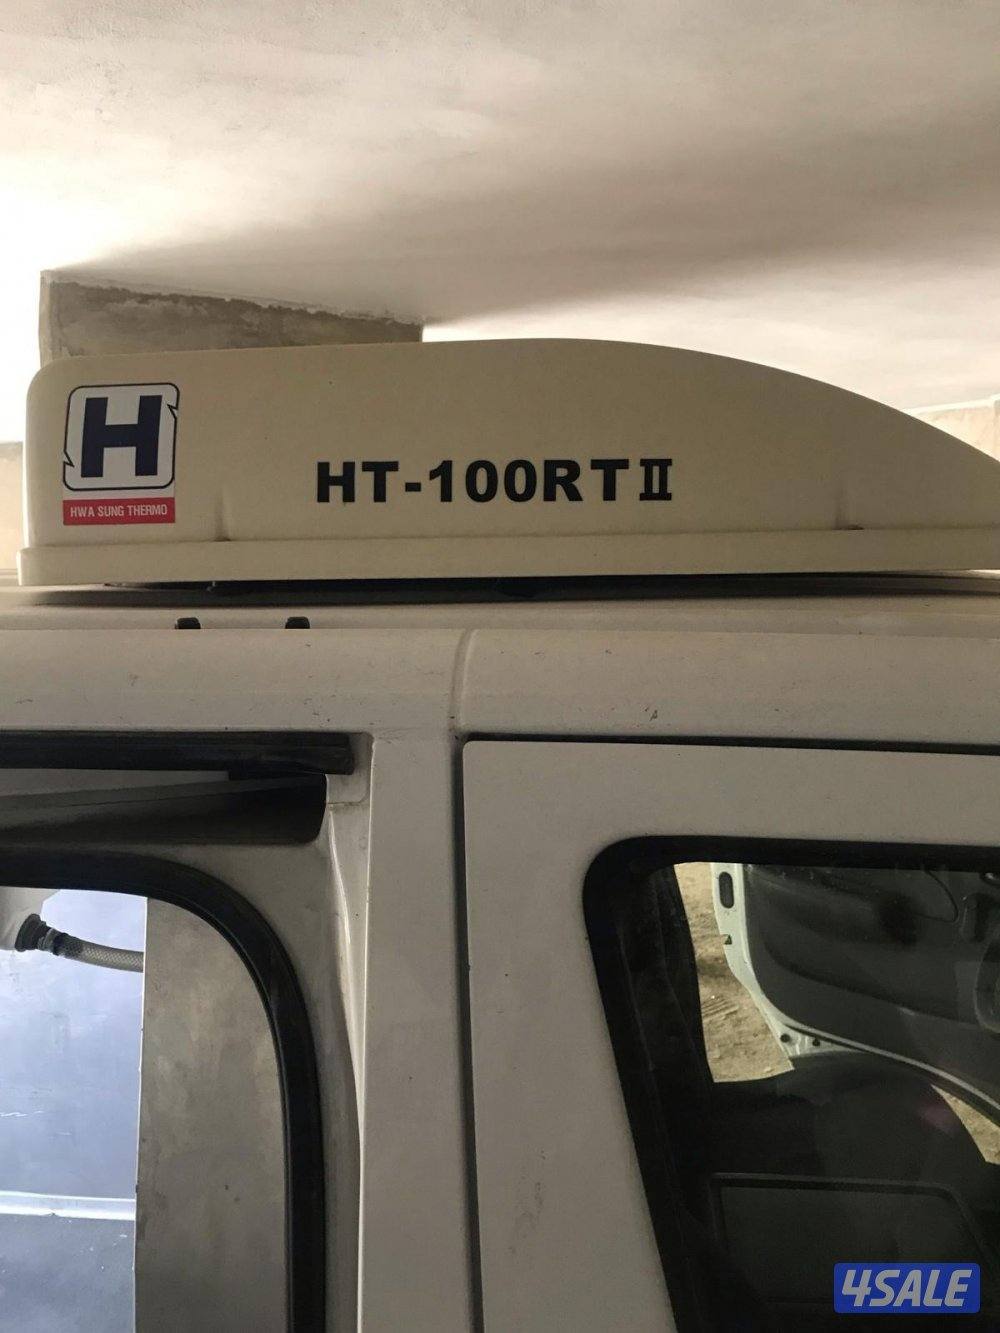 H
HWA SUNG THERMO
HT-100RTⅡ
4SALE